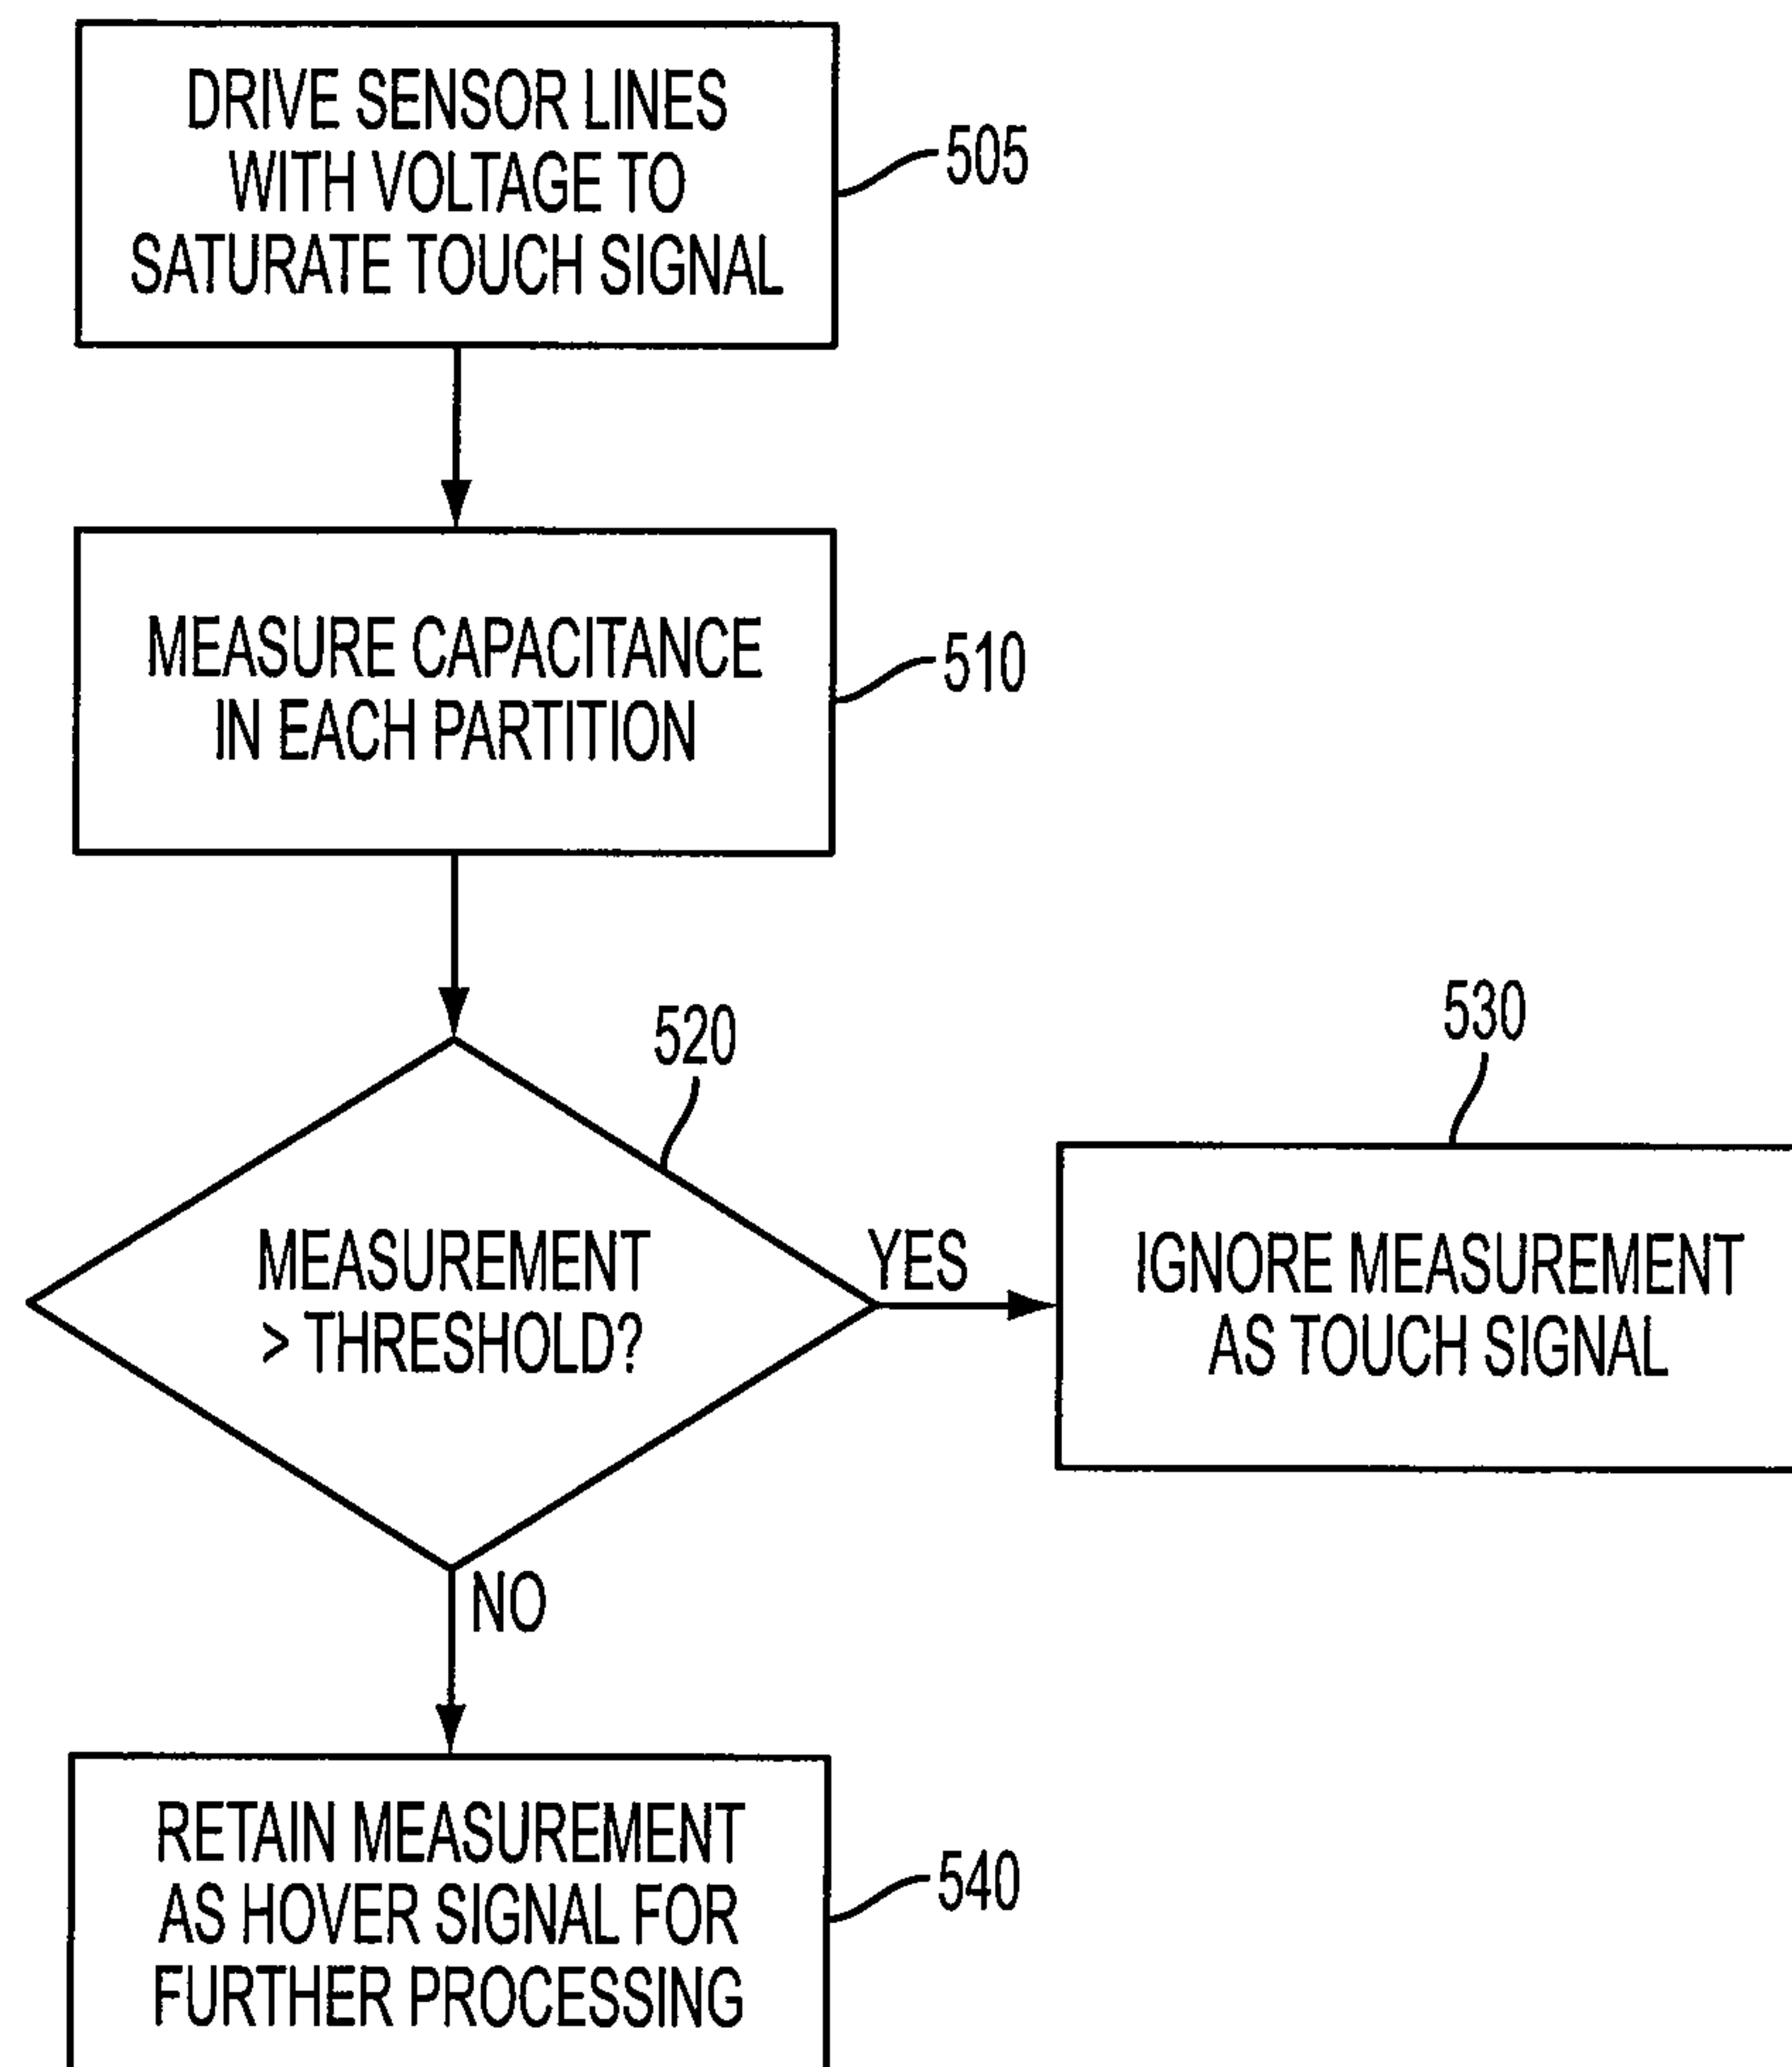 DRIVE SENSOR LINES
WITH VOLTAGE TO
SATURATE TOUCH SIGNAL
505
MEASURE CAPACITANCE
IN EACH PARTITION
510
520
530
MEASUREMENT
> THRESHOLD?
YES
IGNORE MEASUREMENT
AS TOUCH SIGNAL
NO
RETAIN MEASUREMENT
AS HOVER SIGNAL FOR
FURTHER PROCESSING
540